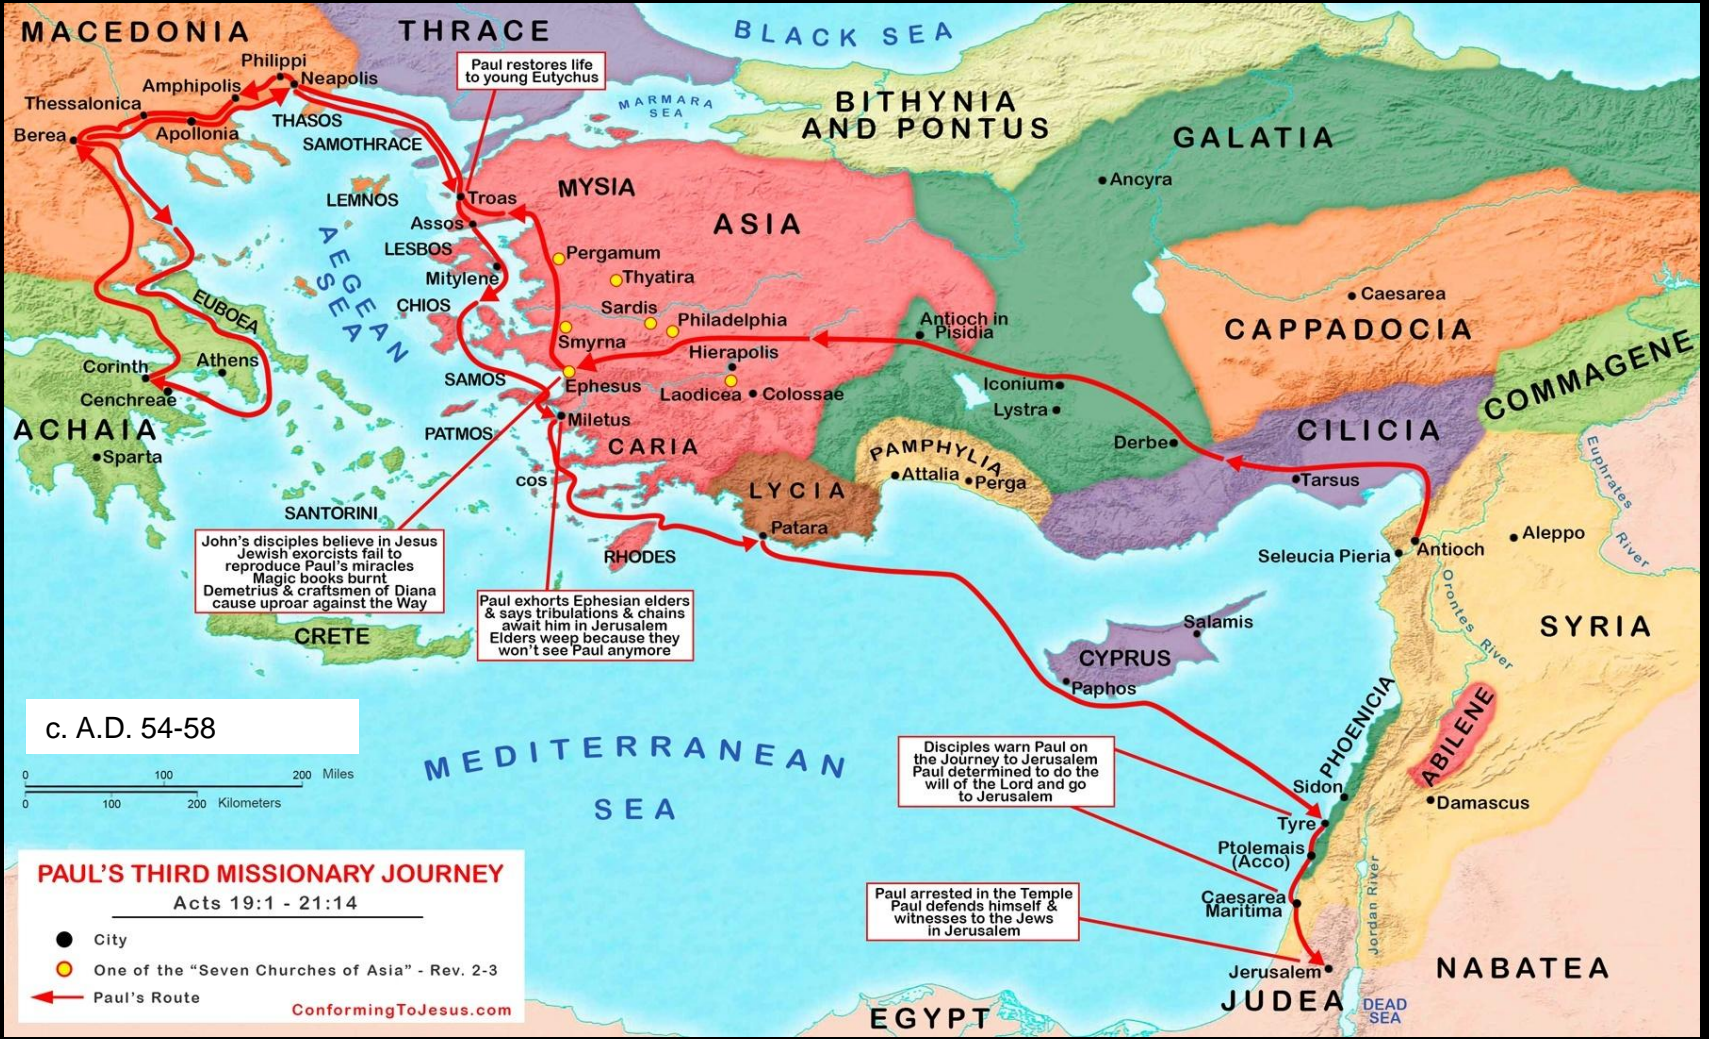 MACEDONIA
THRACE
BLACK SEA
Philippi
Neapolis
Amphipolis
Thessalonica
Berea
Apollonia
THASOS
SAMOTHRACE
Paul restores life
to young Eutychus
MARMARA
SEA
BITHYNIA
AND PONTUS
GALATIA
Ancyra
LEMNOS
Troas
MYSIA
ASIA
Assos
LESBOS
Mitylene
AEGEAN
SEA
CHIOS
Pergamum
Thyatira
Sardis
Philadelphia
Smyrna
Hierapolis
Ephesus
Laodicea
Colossae
Antioch in
Pisidia
Caesarea
CAPPADOCIA
COMMAGENE
EUBOEA
Corinth
Athens
Cenchreae
ACHAIA
Sparta
SAMOS
PATMOS
Miletus
CARIA
Iconium
Lystra
Derbe
CILICIA
Tarsus
PAMPHYLIA
Attalia
Perga
LYCIA
Patara
cos
SANTORINI
RHODES
CRETE
Euphrates
River
Seleucia Pieria
Antioch
Aleppo
Orontes River
SYRIA
John's disciples believe in Jesus
Jewish exorcists fail to
reproduce Paul's miracles
Magic books burnt
Demetrius & craftsmen of Diana
cause uproar against the Way
Paul exhorts Ephesian elders
& says tribulations & chains
await him in Jerusalem
Elders weep because they
won't see Paul anymore
Salamis
CYPRUS
Paphos
PHOENICIA
ABILENE
Sidon
Damascus
Tyre
Ptolemais
(Acco)
Caesarea
Maritima
Jordan River
Jerusalem
JUDEA
DEAD
SEA
NABATEA
EGYPT
MEDITERRANEAN
SEA
Disciples warn Paul on
the Journey to Jerusalem
Paul determined to do the
will of the Lord and go
to Jerusalem
Paul arrested in the Temple
Paul defends himself &
witnesses to the Jews
in Jerusalem
c. A.D. 54-58
0 100 200 Miles
0 100 200 Kilometers
PAUL'S THIRD MISSIONARY JOURNEY
Acts 19:1 - 21:14
City
One of the "Seven Churches of Asia" - Rev. 2-3
Paul's Route
ConformingToJesus.com